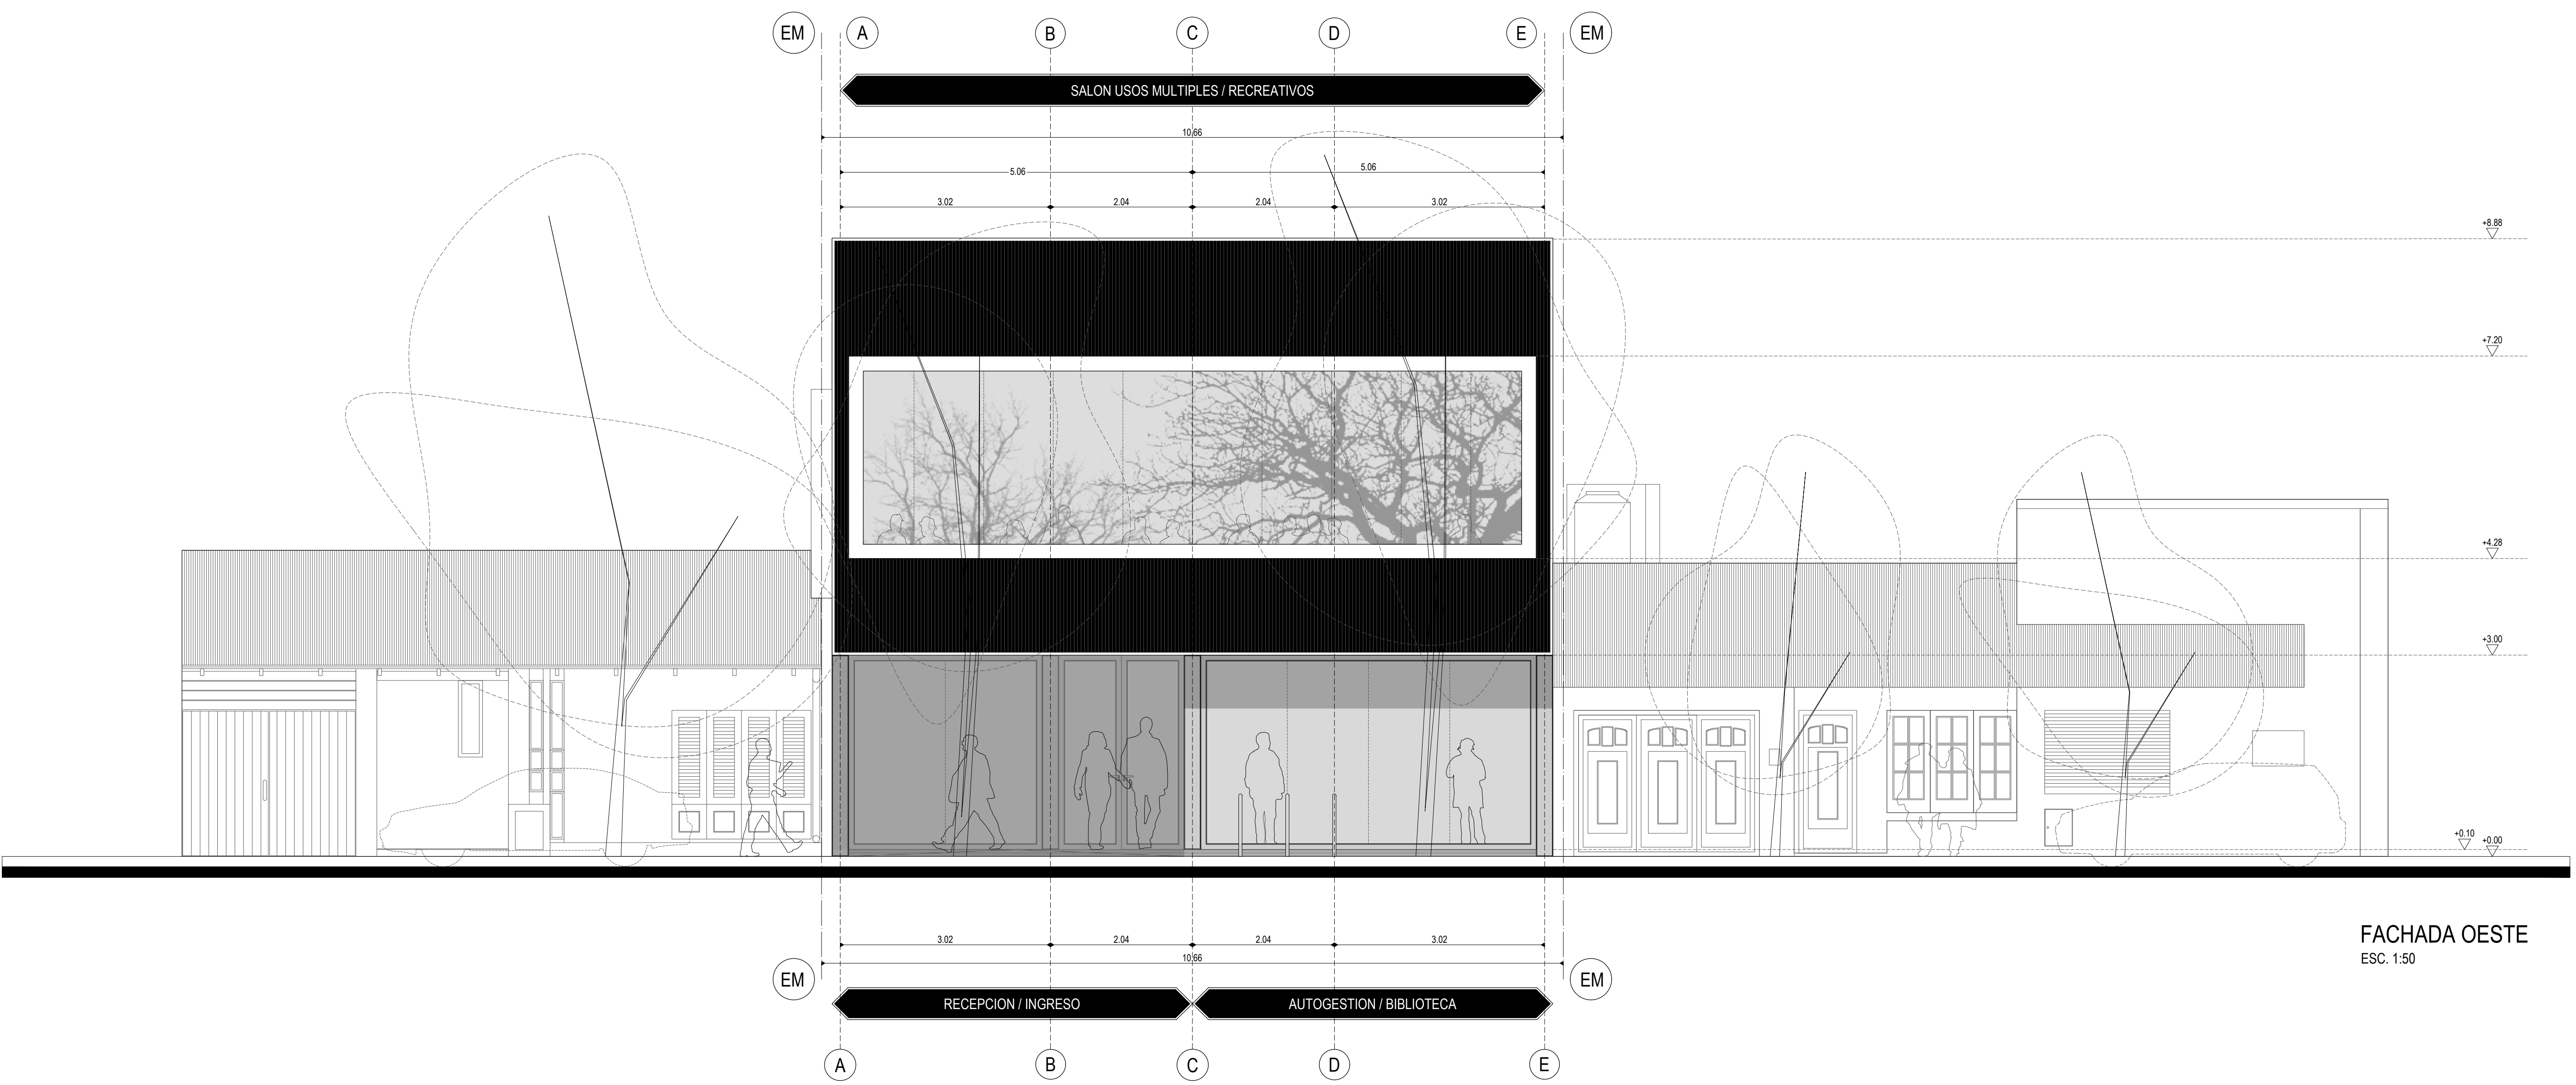 EM A B C D E EM
SALON USOS MULTIPLES / RECREATIVOS
10.66
5.06 5.06
3.02 2.04 2.04 3.02
+8.88
+7.20
+4.28
+3.00
+0.10 +0.00
FACHADA OESTE
ESC. 1:50
3.02 2.04 2.04 3.02
10.66
EM EM
RECEPCION / INGRESO AUTOGESTION / BIBLIOTECA
A B C D E